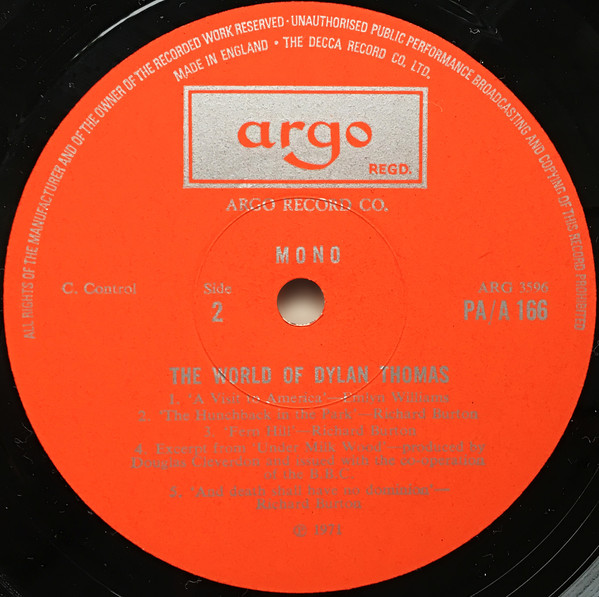 ALL RIGHTS OF THE MANUFACTURER AND OF THE OWNER OF THE RECORDED WORK RESERVED · UNAUTHORISED PUBLIC PERFORMANCE BROADCASTING AND COPYING OF THIS RECORD PROHIBITED
MADE IN ENGLAND · THE DECCA RECORD CO. LTD.
argo
REGD.
ARGO RECORD CO.
MONO
C. Control Side ARG 3596
2 PA/A 166
THE WORLD OF DYLAN THOMAS
1. 'A Visit to America'—Emlyn Williams
2. 'The Hunchback in the Park'—Richard Burton
3. 'Fern Hill'—Richard Burton
4. Excerpt from 'Under Milk Wood'—produced by
Douglas Cleverdon and issued with the co-operation
of the B.B.C.
5. 'And death shall have no dominion'—
Richard Burton
℗